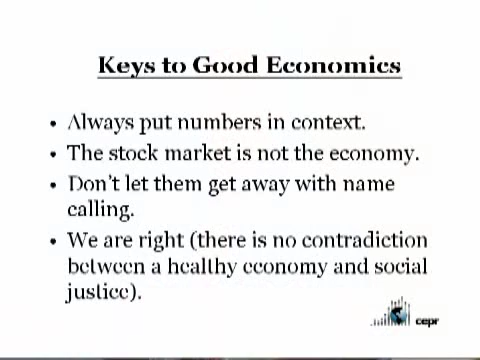 Keys to Good Economics
• Always put numbers in context.
• The stock market is not the economy.
• Don't let them get away with name
calling.
• We are right (there is no contradiction
between a healthy economy and social
justice).
cepr